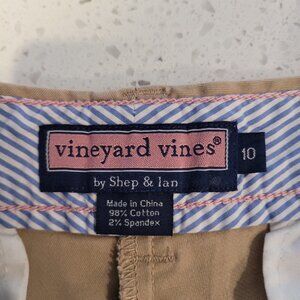 vineyard vines®
10
by Shep & Ian
Made in China
98% Cotton
2% Spandex